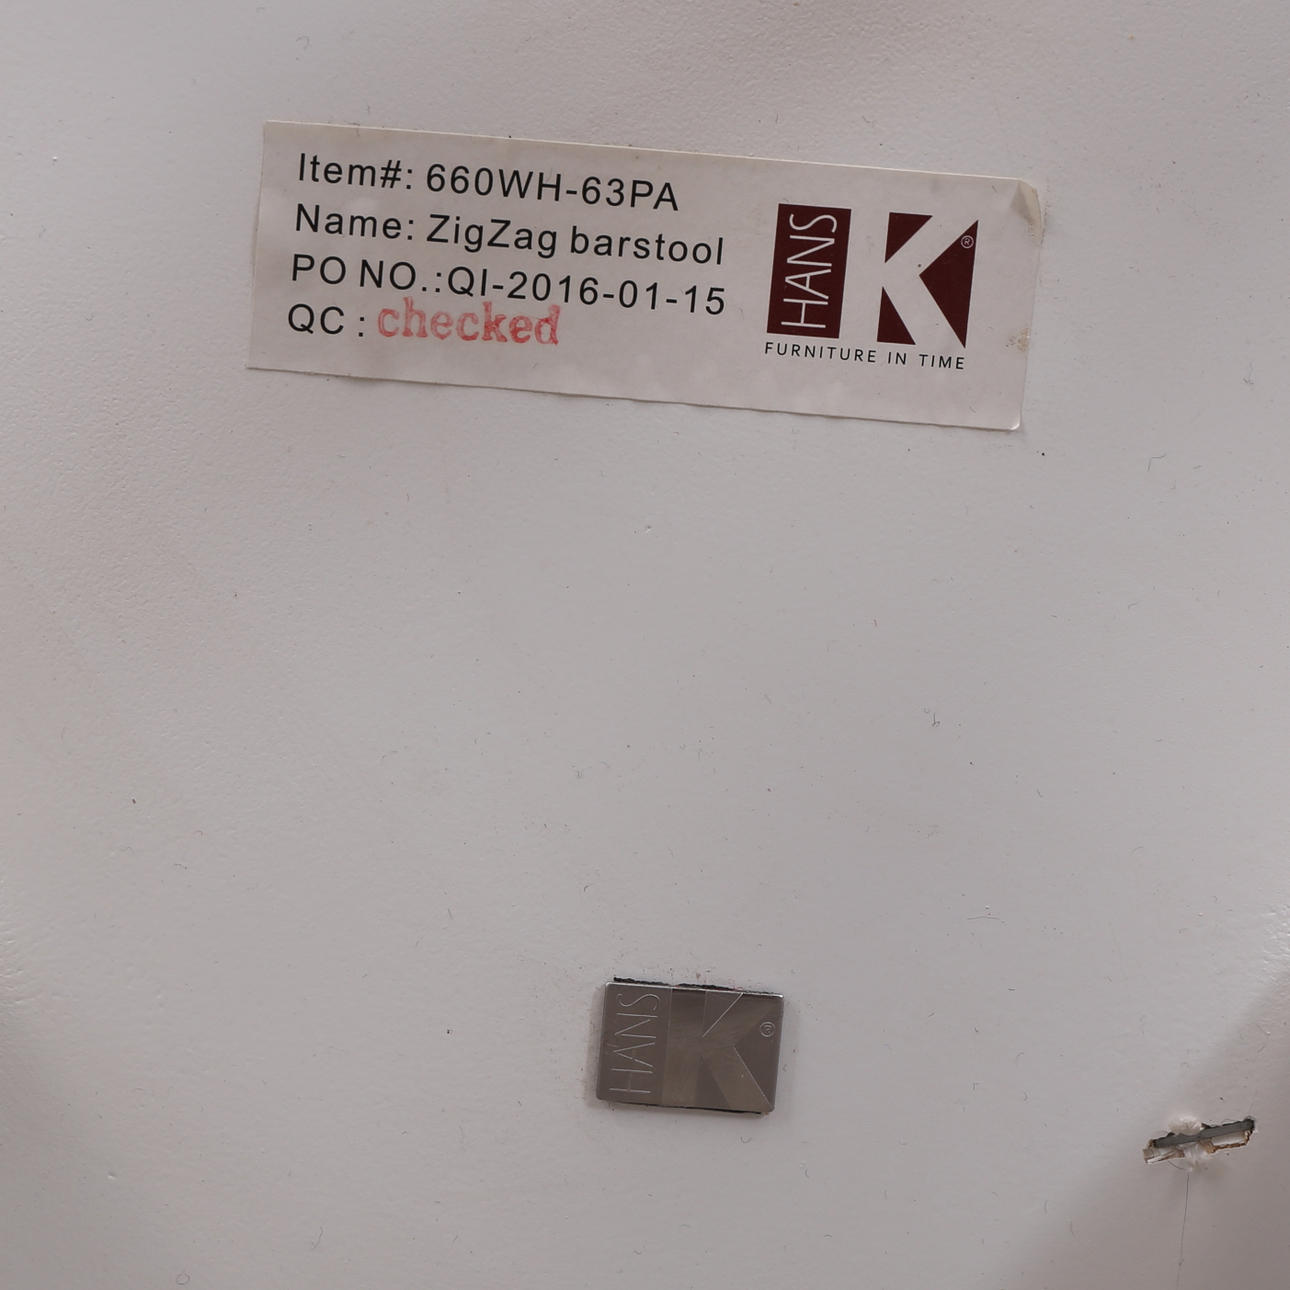 Item#: 660WH-63PA
Name: ZigZag barstool
PO NO.:QI-2016-01-15
QC : checked
HANS K ®
FURNITURE IN TIME
HANS K ®